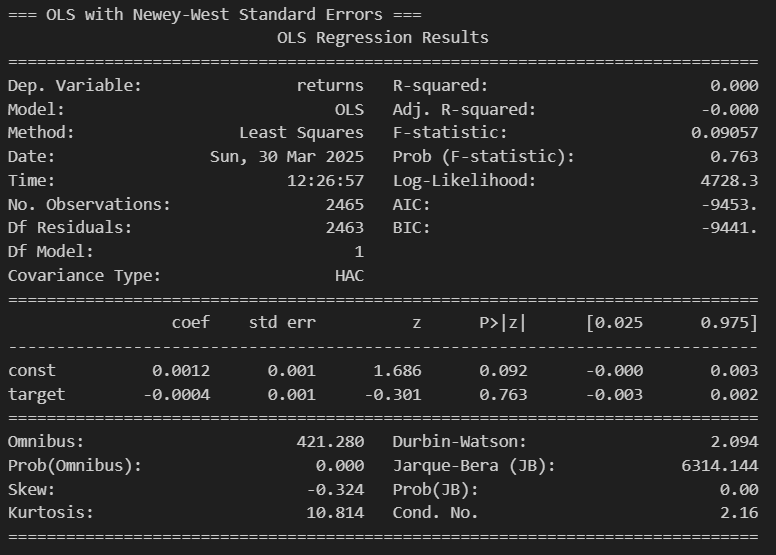 === OLS with Newey-West Standard Errors ===
                            OLS Regression Results
==============================================================================
Dep. Variable:                returns   R-squared:                       0.000
Model:                            OLS   Adj. R-squared:                 -0.000
Method:                 Least Squares   F-statistic:                   0.09057
Date:                Sun, 30 Mar 2025   Prob (F-statistic):              0.763
Time:                        12:26:57   Log-Likelihood:                 4728.3
No. Observations:                2465   AIC:                            -9453.
Df Residuals:                    2463   BIC:                            -9441.
Df Model:                           1
Covariance Type:                  HAC
==============================================================================
                 coef    std err          z      P>|z|      [0.025      0.975]
------------------------------------------------------------------------------
const          0.0012      0.001      1.686      0.092      -0.000       0.003
target        -0.0004      0.001     -0.301      0.763      -0.003       0.002
==============================================================================
Omnibus:                      421.280   Durbin-Watson:                   2.094
Prob(Omnibus):                  0.000   Jarque-Bera (JB):             6314.144
Skew:                          -0.324   Prob(JB):                         0.00
Kurtosis:                      10.814   Cond. No.                         2.16
==============================================================================